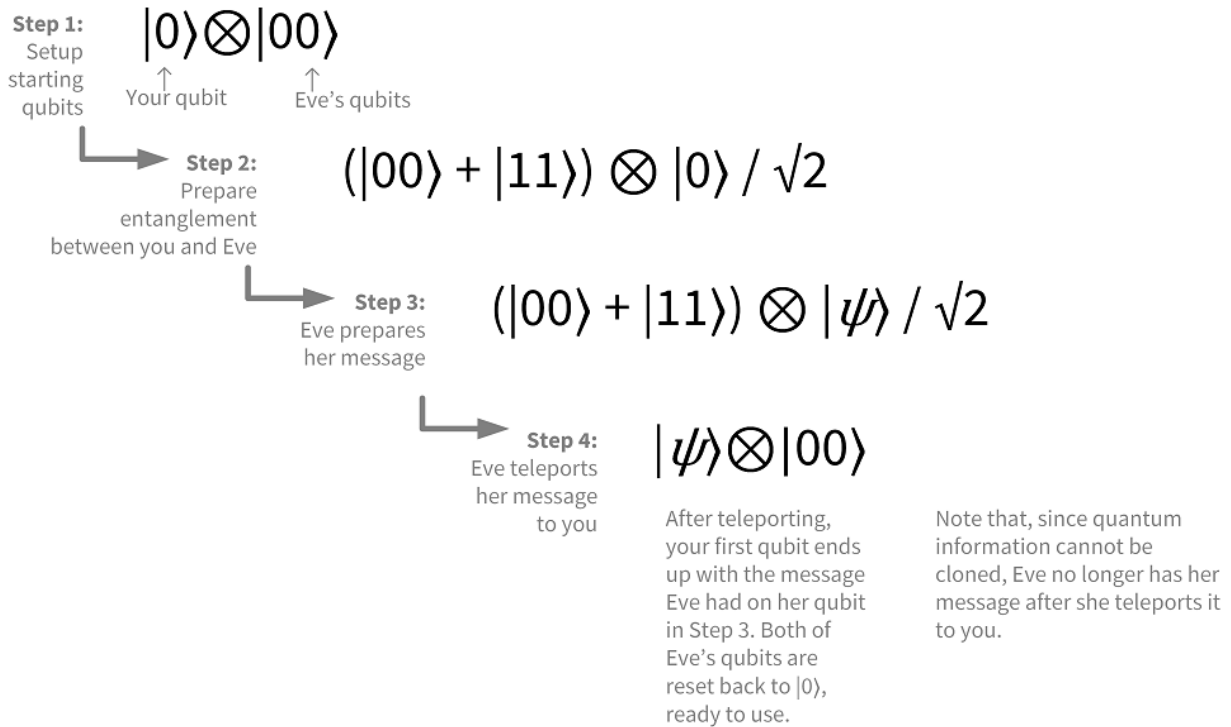 Step 1:
Setup
starting
qubits
|0⟩⊗|00⟩
↑ ↑
Your qubit Eve's qubits
Step 2:
Prepare
entanglement
between you and Eve
(|00⟩ + |11⟩) ⊗ |0⟩ / √2
Step 3:
Eve prepares
her message
(|00⟩ + |11⟩) ⊗ |ψ⟩ / √2
Step 4:
Eve teleports
her message
to you
|ψ⟩⊗|00⟩
After teleporting,
your first qubit ends
up with the message
Eve had on her qubit
in Step 3. Both of
Eve's qubits are
reset back to |0⟩,
ready to use.
Note that, since quantum
information cannot be
cloned, Eve no longer has her
message after she teleports it
to you.